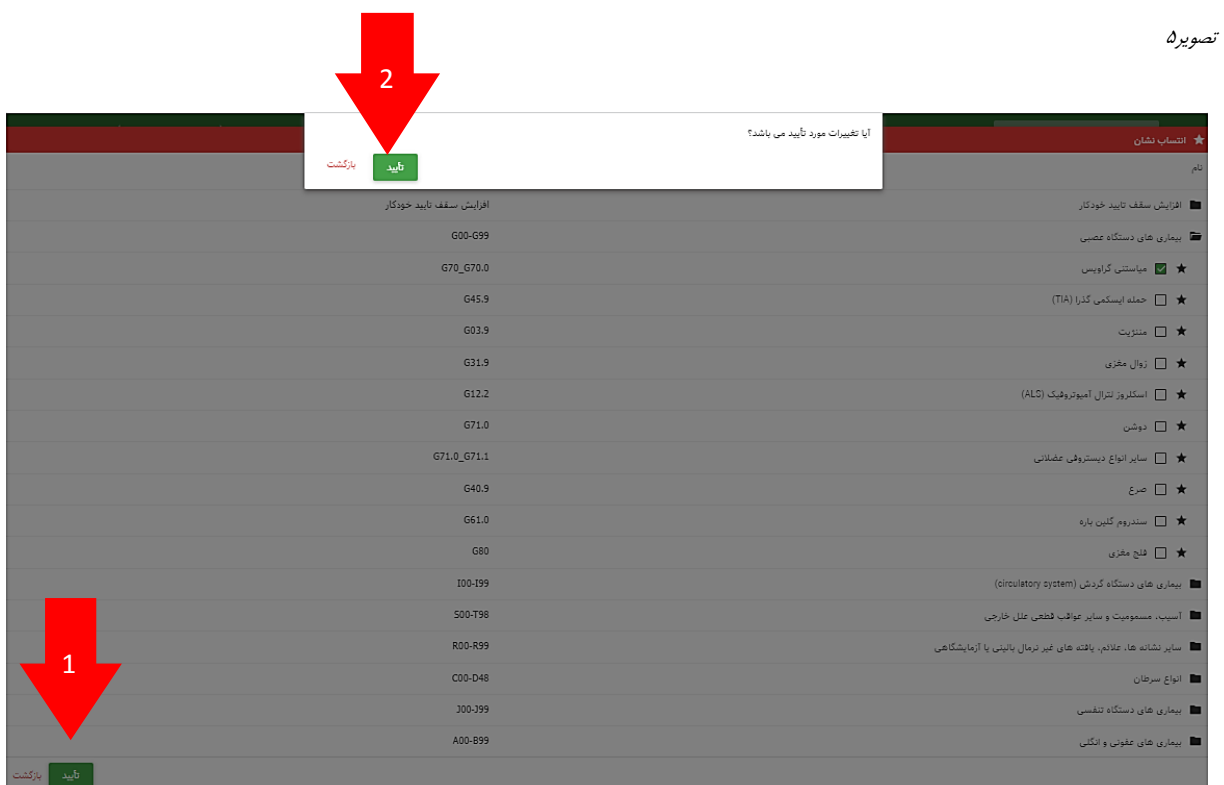 تصویر۵
2
آیا تغییرات مورد تأیید می باشد؟
تأیید بازگشت
انتساب نشان
نام
افزایش سقف تایید خودکار افزایش سقف تایید خودکار
بیماری های دستگاه عصبی G00-G99
میاستنی گراویس G70_G70.0
حمله ایسکمی گذرا (TIA) G45.9
مننژیت G03.9
زوال مغزی G31.9
اسکلروز نترال آمیوتروفیک (ALS) G12.2
دوشن G71.0
سایر انواع دیستروفی عضلانی G71.0_G71.1
صرع G40.9
سندروم گلین باره G61.0
فلج مغزی G80
بیماری های دستگاه گردش (circulatory system) I00-I99
آسیب، مسمومیت و سایر عواقب قطعی علل خارجی S00-T98
سایر نشانه ها، علائم، یافته های غیر نرمال بالینی یا آزمایشگاهی R00-R99
انواع سرطان C00-D48
بیماری های دستگاه تنفسی J00-J99
بیماری های عفونی و انگلی A00-B99
1
تأیید بازگشت